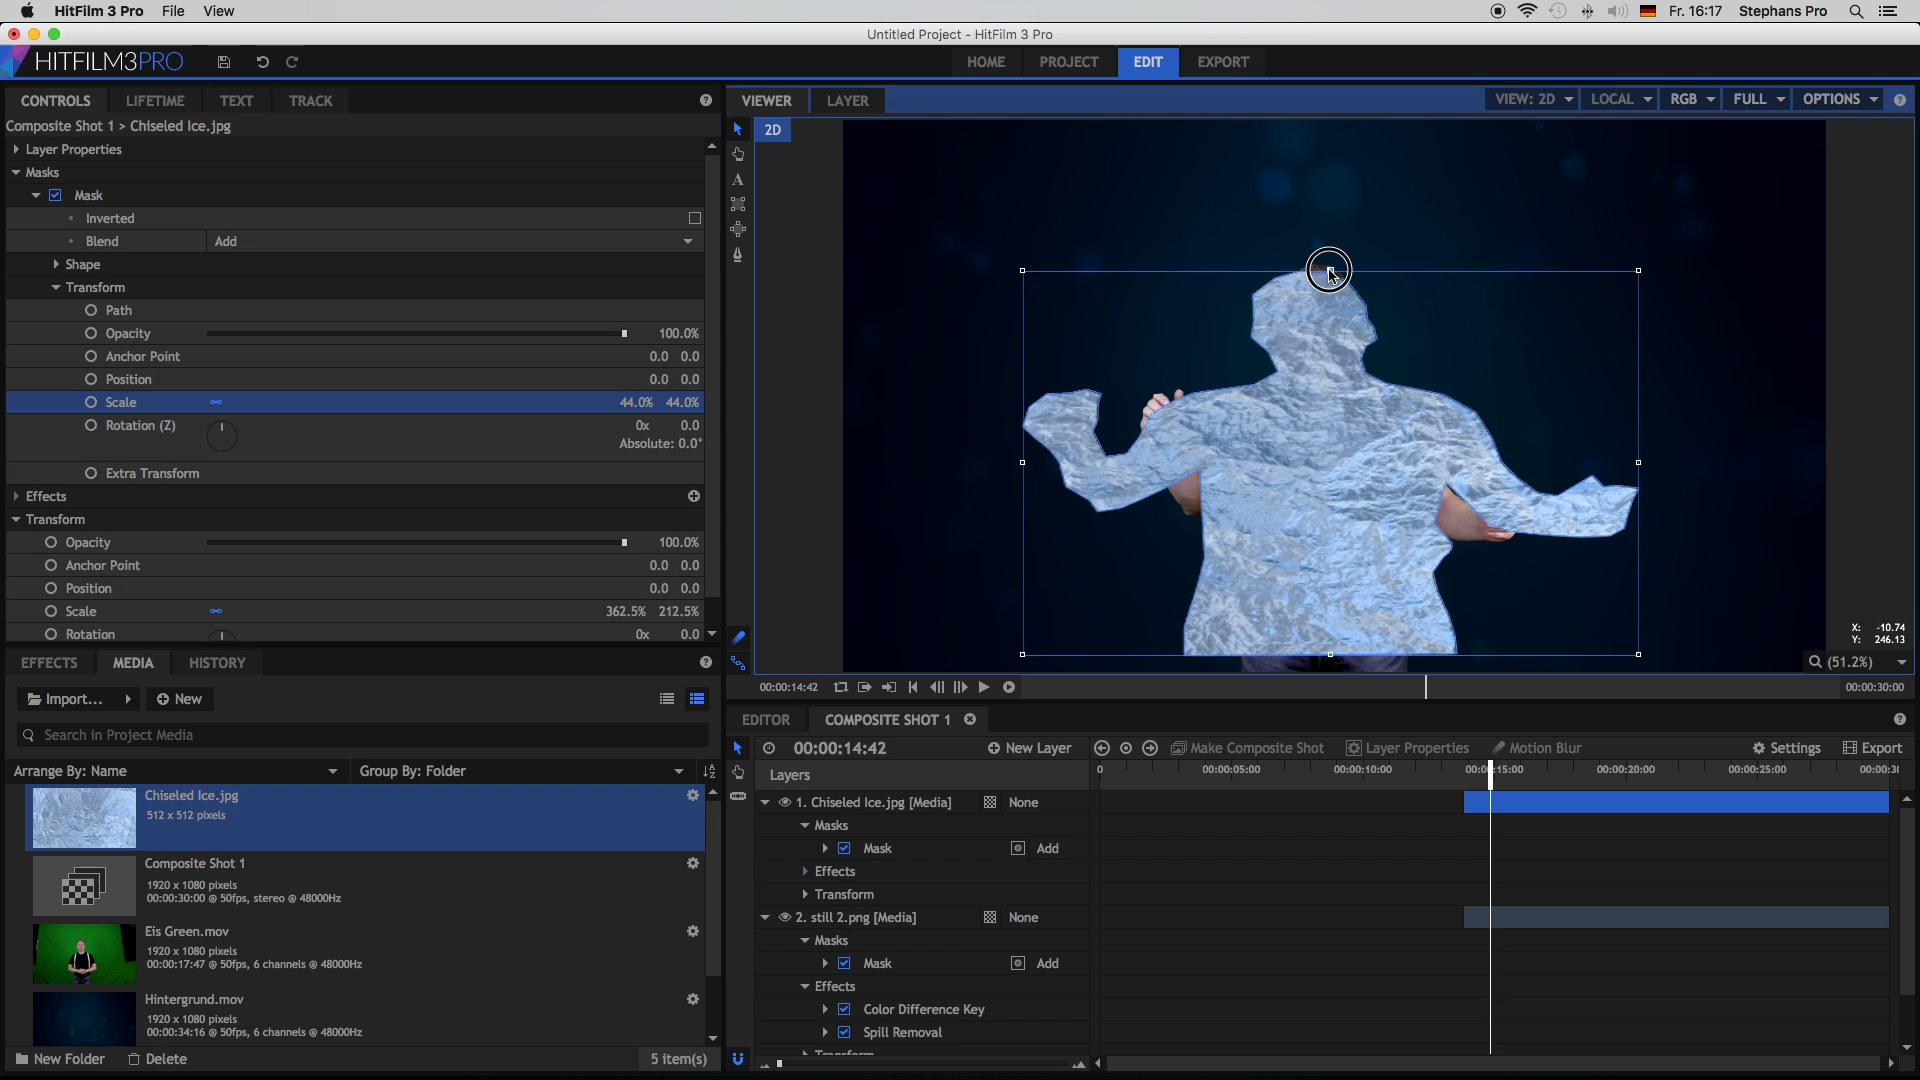 HitFilm 3 Pro File View
Fr. 16:17 Stephans Pro
Untitled Project - HitFilm 3 Pro
HITFILM3PRO
HOME PROJECT EDIT EXPORT
CONTROLS LIFETIME TEXT TRACK
Composite Shot 1 > Chiseled Ice.jpg
Layer Properties
Masks
Mask
Inverted
Blend Add
Shape
Transform
Path
Opacity 100.0%
Anchor Point 0.0 0.0
Position 0.0 0.0
Scale 44.0% 44.0%
Rotation (Z) 0x 0.0
Absolute: 0.0°
Extra Transform
Effects
Transform
Opacity 100.0%
Anchor Point 0.0 0.0
Position 0.0 0.0
Scale 362.5% 212.5%
Rotation 0x 0.0
VIEWER LAYER
VIEW: 2D LOCAL RGB FULL OPTIONS
2D
A
X: -10.74
Y: 246.13
(51.2%)
00:00:14:42
00:00:30:00
EFFECTS MEDIA HISTORY
Import... New
Search in Project Media
Arrange By: Name Group By: Folder
Chiseled Ice.jpg
512 x 512 pixels
Composite Shot 1
1920 x 1080 pixels
00:00:30:00 @ 50fps, stereo @ 48000Hz
Eis Green.mov
1920 x 1080 pixels
00:00:17:47 @ 50fps, 6 channels @ 48000Hz
Hintergrund.mov
1920 x 1080 pixels
00:00:34:16 @ 50fps, 6 channels @ 48000Hz
New Folder Delete 5 item(s)
EDITOR COMPOSITE SHOT 1
00:00:14:42 New Layer Make Composite Shot Layer Properties Motion Blur Settings Export
Layers
0 00:00:05:00 00:00:10:00 00:00:15:00 00:00:20:00 00:00:25:00 00:00:30
1. Chiseled Ice.jpg [Media] None
Masks
Mask Add
Effects
Transform
2. still 2.png [Media] None
Masks
Mask Add
Effects
Color Difference Key
Spill Removal
Transform